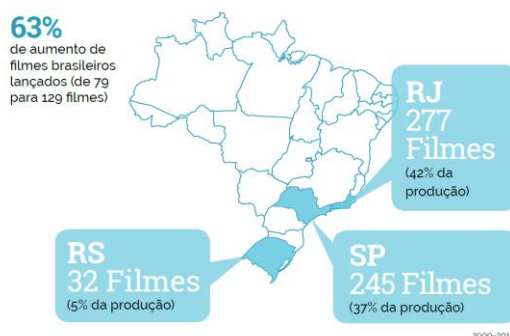 63%
de aumento de
filmes brasileiros
lançados (de 79
para 129 filmes)
RJ
277
Filmes
(42% da
produção)
RS
32 Filmes
(5% da produção)
SP
245 Filmes
(37% da produção)